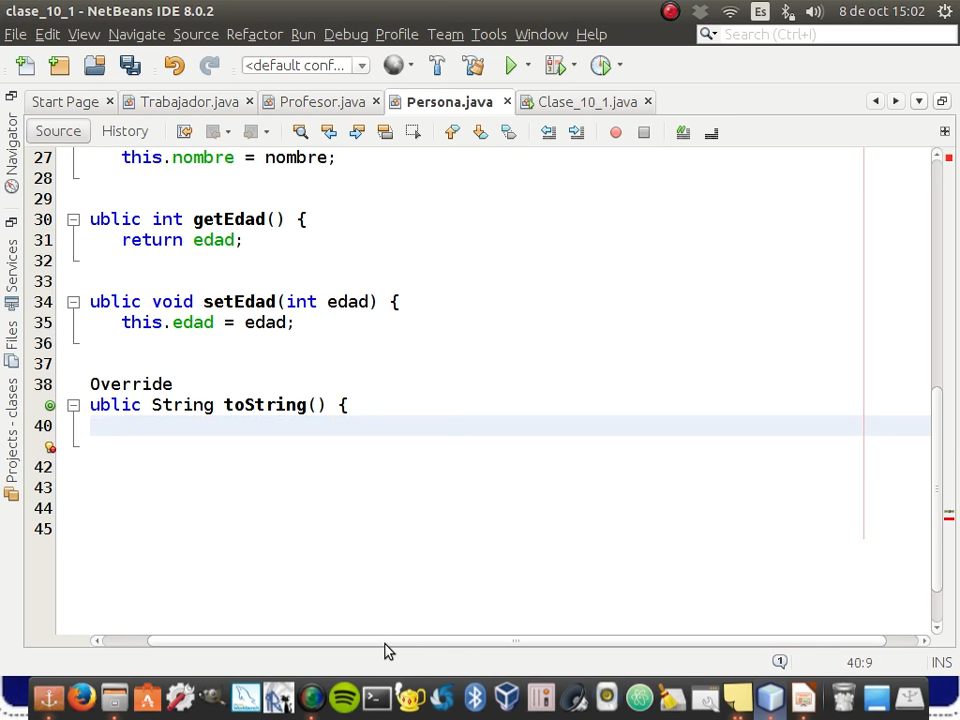 clase_10_1 - NetBeans IDE 8.0.2
Es
8 de oct 15:02
File Edit View Navigate Source Refactor Run Debug Profile Team Tools Window Help
Search (Ctrl+I)
<default conf...
Start Page
Trabajador.java
Profesor.java
Persona.java
Clase_10_1.java
Source
History
Navigator
Services
Files
Projects - clases
27 this.nombre = nombre;
28
29
30 ublic int getEdad() {
31 return edad;
32
33
34 ublic void setEdad(int edad) {
35 this.edad = edad;
36
37
38 Override
ublic String toString() {
40
42
43
44
45
1
40:9
INS